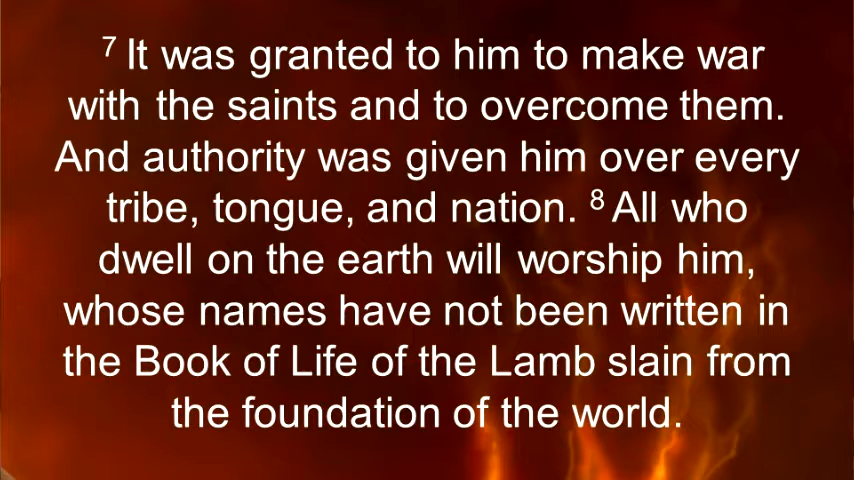 7 It was granted to him to make war
with the saints and to overcome them.
And authority was given him over every
tribe, tongue, and nation. 8 All who
dwell on the earth will worship him,
whose names have not been written in
the Book of Life of the Lamb slain from
the foundation of the world.